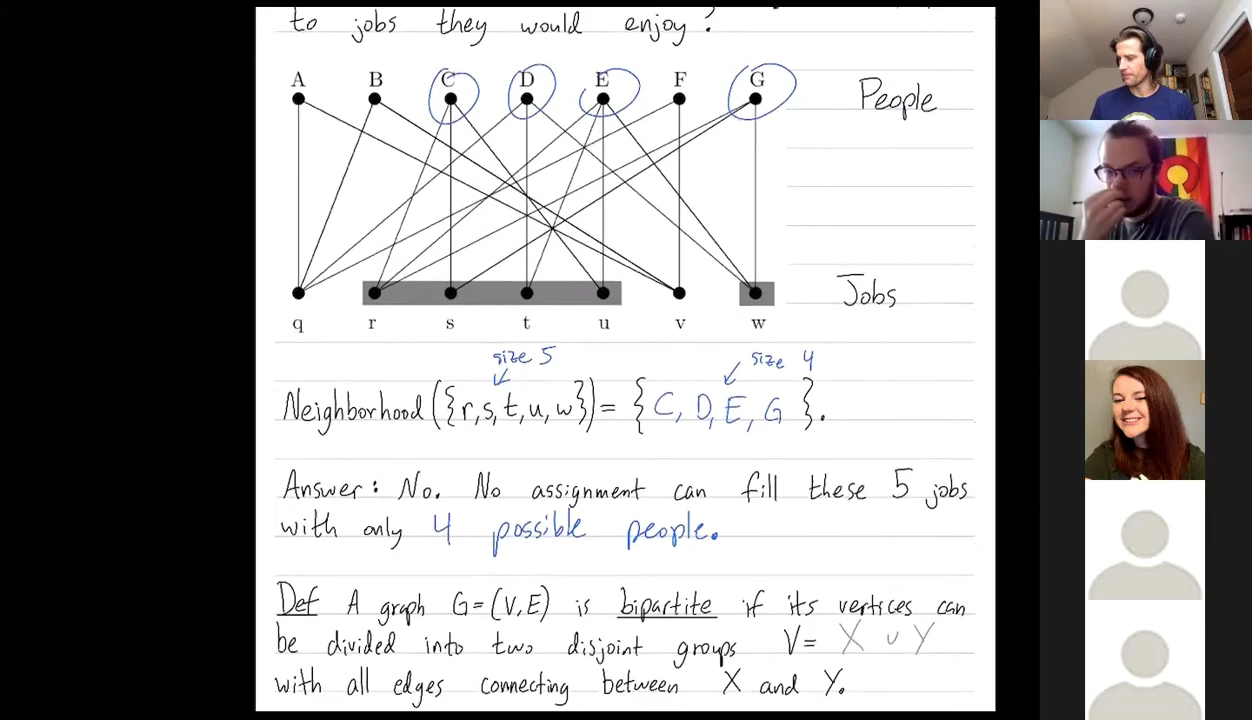 to jobs they would enjoy?
A B C D E F G
People
Jobs
q r s t u v w
size 5
size 4
Neighborhood({r,s,t,u,w}) = {C, D, E, G}.
Answer: No. No assignment can fill these 5 jobs
with only 4 possible people.
Def A graph G=(V,E) is bipartite if its vertices can
be divided into two disjoint groups V= X ∪ Y
with all edges connecting between X and Y.